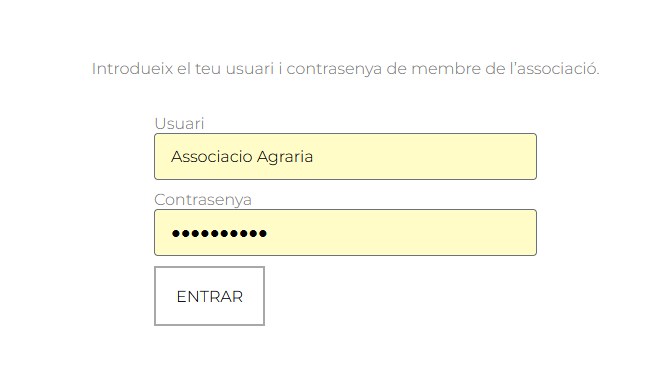 Introdueix el teu usuari i contrasenya de membre de l'associació.
Usuari
Associacio Agraria
Contrasenya
••••••••••
ENTRAR